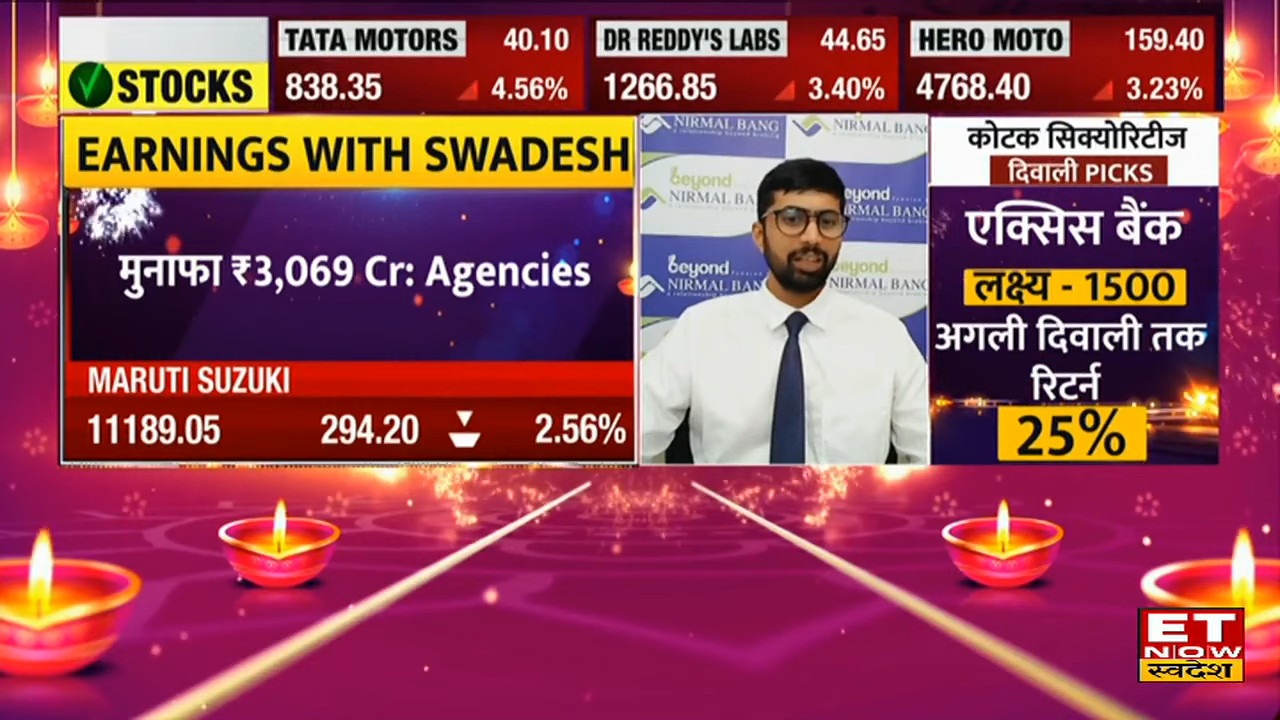 STOCKS
TATA MOTORS 40.10
838.35 4.56%
DR REDDY'S LABS 44.65
1266.85 3.40%
HERO MOTO 159.40
4768.40 3.23%
EARNINGS WITH SWADESH
मुनाफा ₹3,069 Cr: Agencies
MARUTI SUZUKI
11189.05 294.20 2.56%
NIRMAL BANG
a relationship beyond broking
NIRMAL BANG
beyond
NIRMAL BANG
beyond
NIRMAL BANG
beyond
NIRMAL BANG
beyond
NIRMAL BANG
कोटक सिक्योरिटीज
दिवाली PICKS
एक्सिस बैंक
लक्ष्य - 1500
अगली दिवाली तक
रिटर्न
25%
ET
NOW
स्वदेश